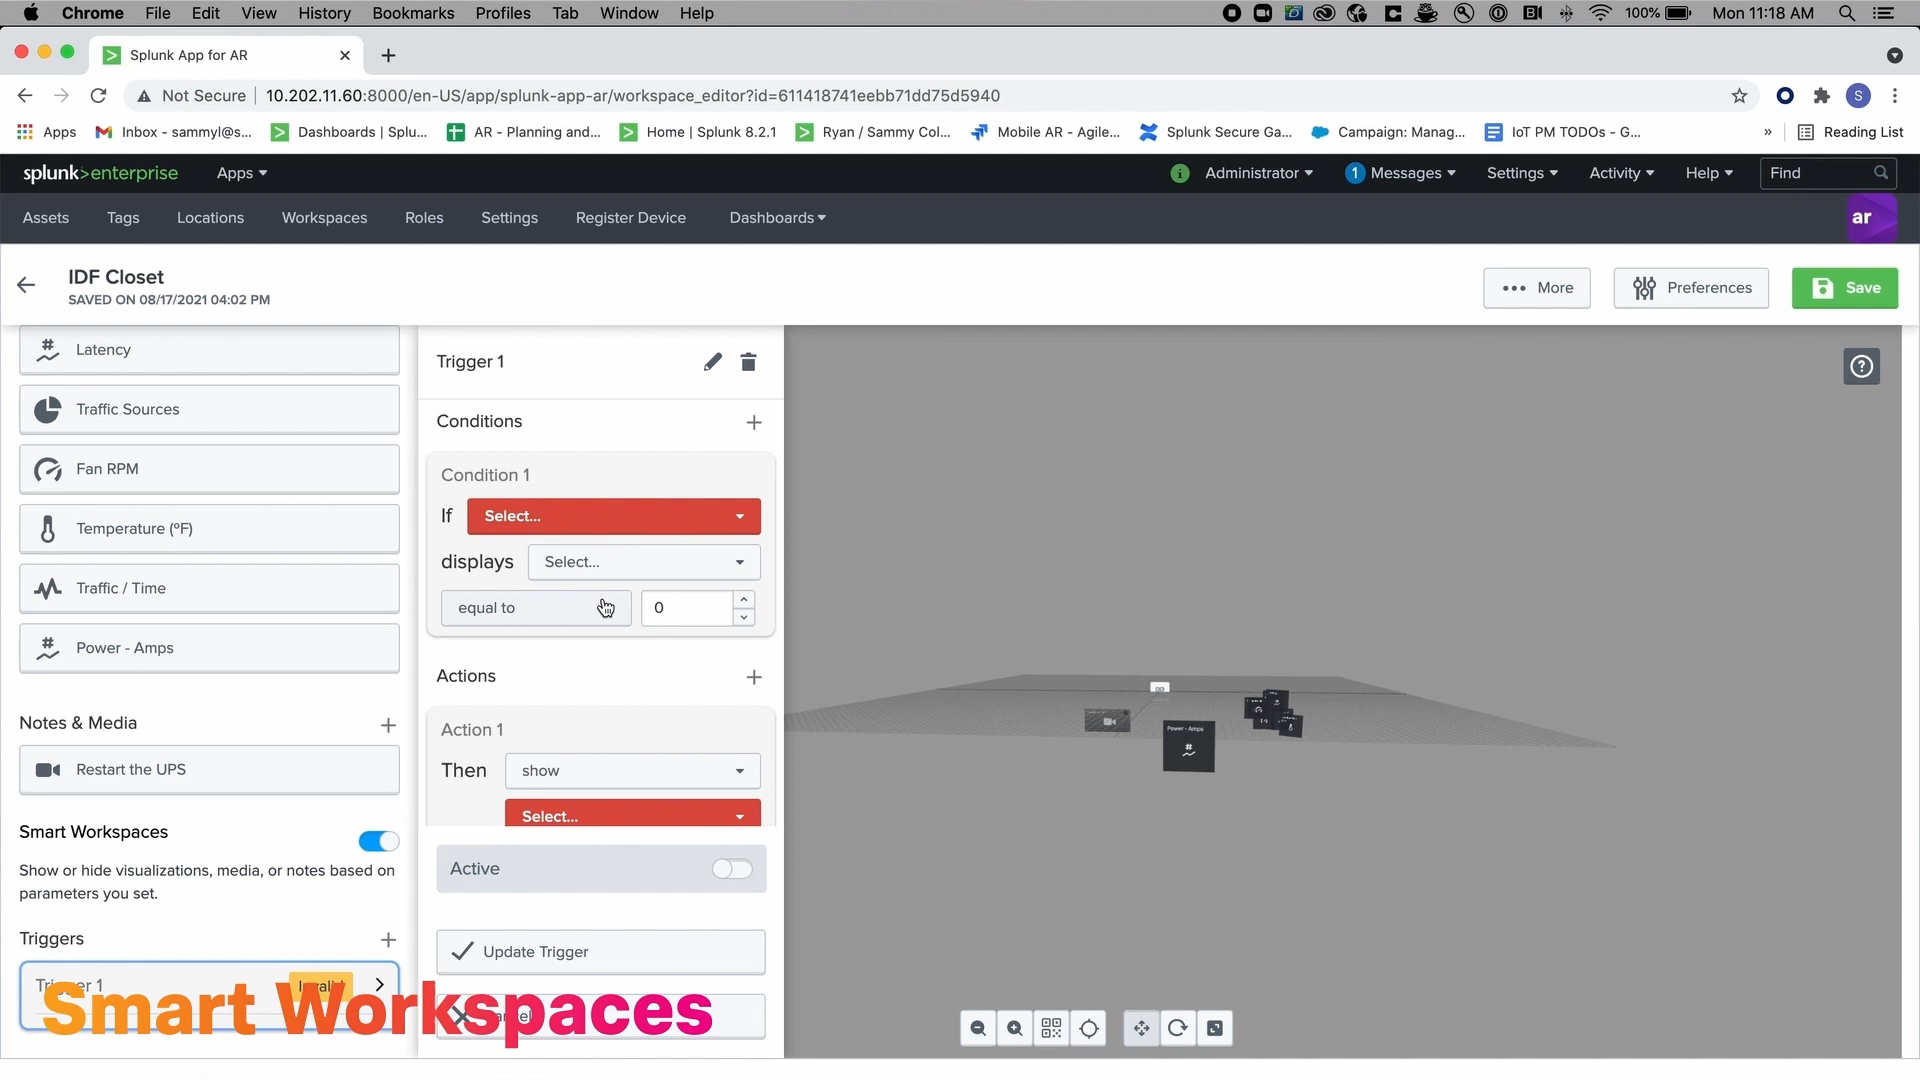 Chrome File Edit View History Bookmarks Profiles Tab Window Help 100% Mon 11:18 AM
Splunk App for AR
Not Secure 10.202.11.60:8000/en-US/app/splunk-app-ar/workspace_editor?id=611418741eebb71dd75d5940 S
Apps Inbox - sammyl@s... Dashboards | Splu... AR - Planning and... Home | Splunk 8.2.1 Ryan / Sammy Col... Mobile AR - Agile... Splunk Secure Ga... Campaign: Manag... IoT PM TODOs - G... » Reading List
splunk>enterprise Apps i Administrator 1 Messages Settings Activity Help Find
Assets Tags Locations Workspaces Roles Settings Register Device Dashboards ar
IDF Closet
SAVED ON 08/17/2021 04:02 PM
More Preferences Save
Latency
Traffic Sources
Fan RPM
Temperature (ºF)
Traffic / Time
Power - Amps
Notes & Media
Restart the UPS
Smart Workspaces
Show or hide visualizations, media, or notes based on
parameters you set.
Triggers
Trigger 1 Invalid
Trigger 1
Conditions
Condition 1
If Select...
displays Select...
equal to 0
Actions
Action 1
Then show
Select...
Active
Update Trigger
Cancel
Power - Amps
Smart Workspaces